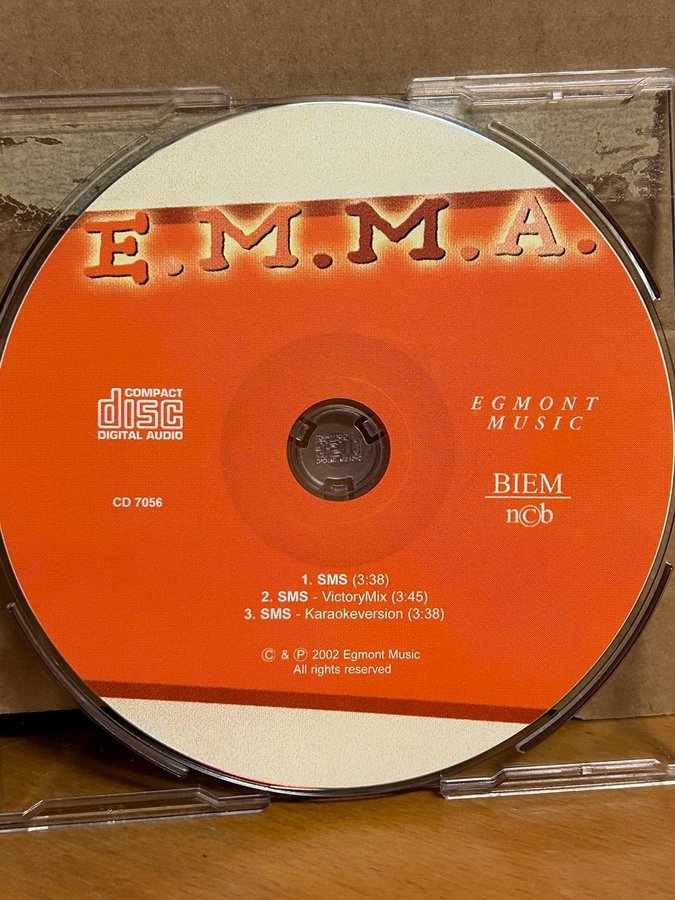 E.M.M.A.
COMPACT
disc
DIGITAL AUDIO
EGMONT
MUSIC
CD 7056
BIEM
n©b
1. SMS (3:38)
2. SMS - VictoryMix (3:45)
3. SMS - Karaokeversion (3:38)
© & ℗ 2002 Egmont Music
All rights reserved